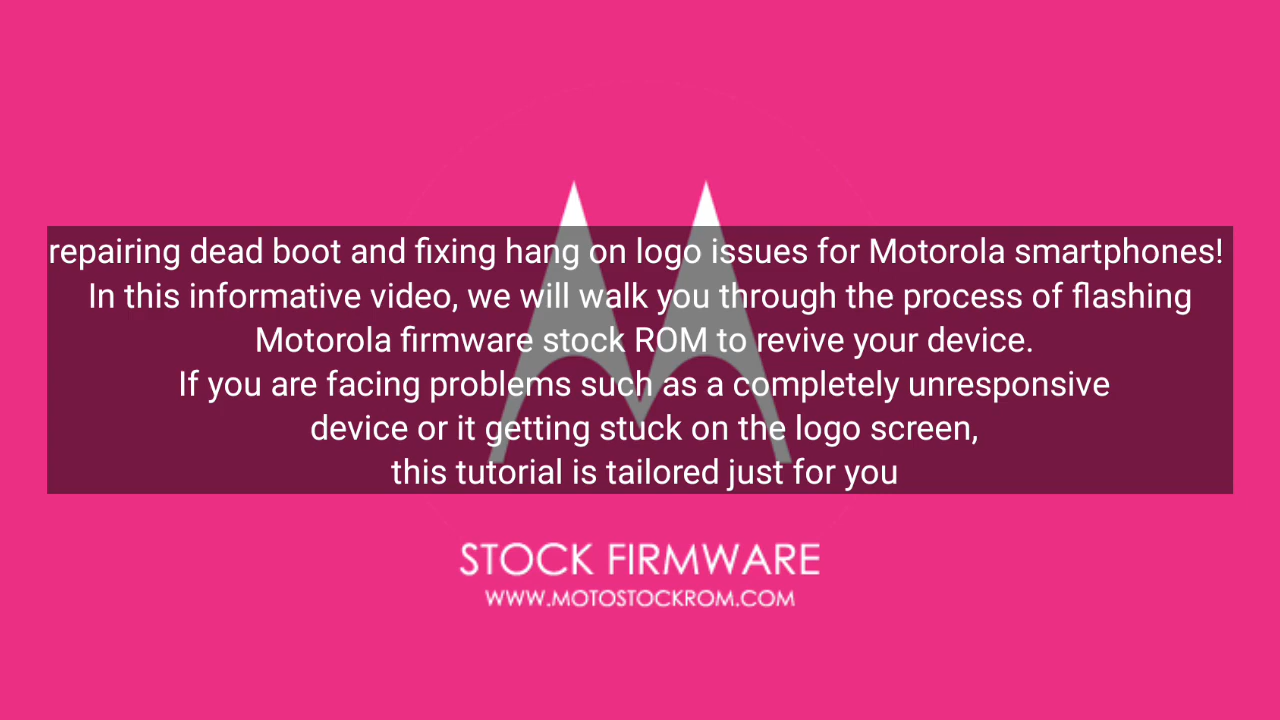 repairing dead boot and fixing hang on logo issues for Motorola smartphones!
In this informative video, we will walk you through the process of flashing
Motorola firmware stock ROM to revive your device.
If you are facing problems such as a completely unresponsive
device or it getting stuck on the logo screen,
this tutorial is tailored just for you
STOCK FIRMWARE
WWW.MOTOSTOCKROM.COM